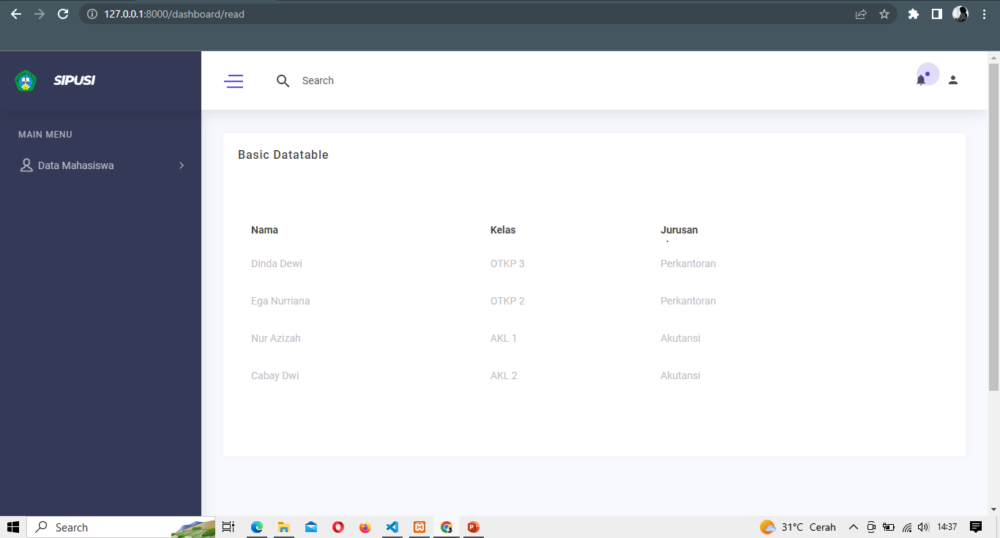 127.0.0.1:8000/dashboard/read
SIPUSI
Search
MAIN MENU
Data Mahasiswa
Basic Datatable
Nama Kelas Jurusan
Dinda Dewi OTKP 3 Perkantoran
Ega Nurriana OTKP 2 Perkantoran
Nur Azizah AKL 1 Akutansi
Cabay Dwi AKL 2 Akutansi
Search 31°C Cerah 14:37